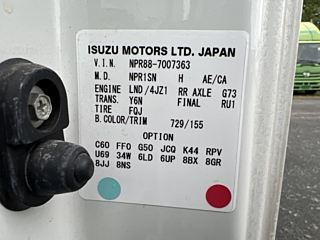 ISUZU MOTORS LTD. JAPAN
V.I.N. NPR88-7007363
M.D. NPR1SN H AE/CA
ENGINE LND/4JZ1 RR AXLE G73
TRANS. Y6N FINAL RU1
TIRE FQJ
B.COLOR/TRIM 729/155
OPTION
C60 FF0 G50 JCQ K44 RPV
U69 34W 6LD 6UP 8BX 8GR
8JJ 8NS